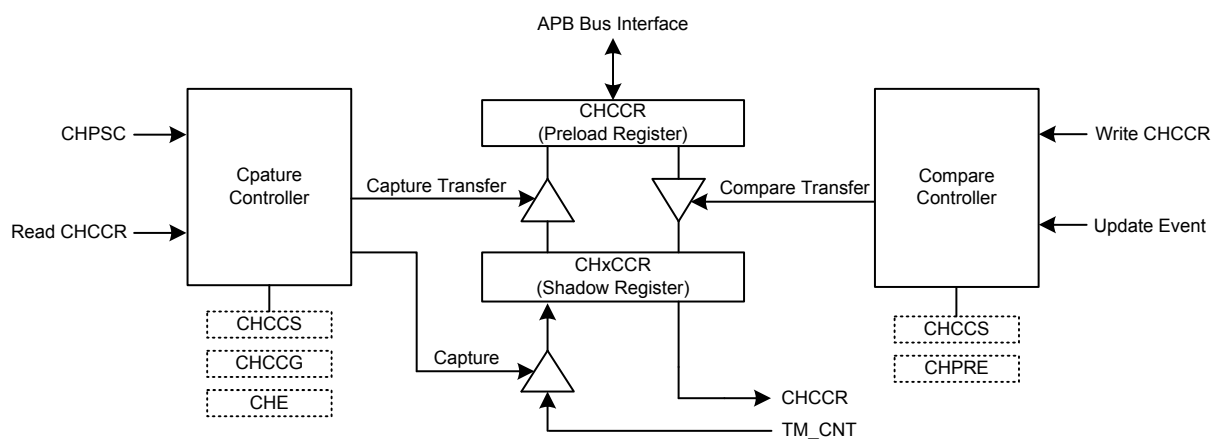 APB Bus Interface
CHCCR
(Preload Register)
CHPSC
Write CHCCR
Cpature
Controller
Capture Transfer
Compare Transfer
Compare
Controller
Read CHCCR
Update Event
CHxCCR
(Shadow Register)
CHCCS
CHCCG
CHE
Capture
CHCCS
CHPRE
CHCCR
TM_CNT